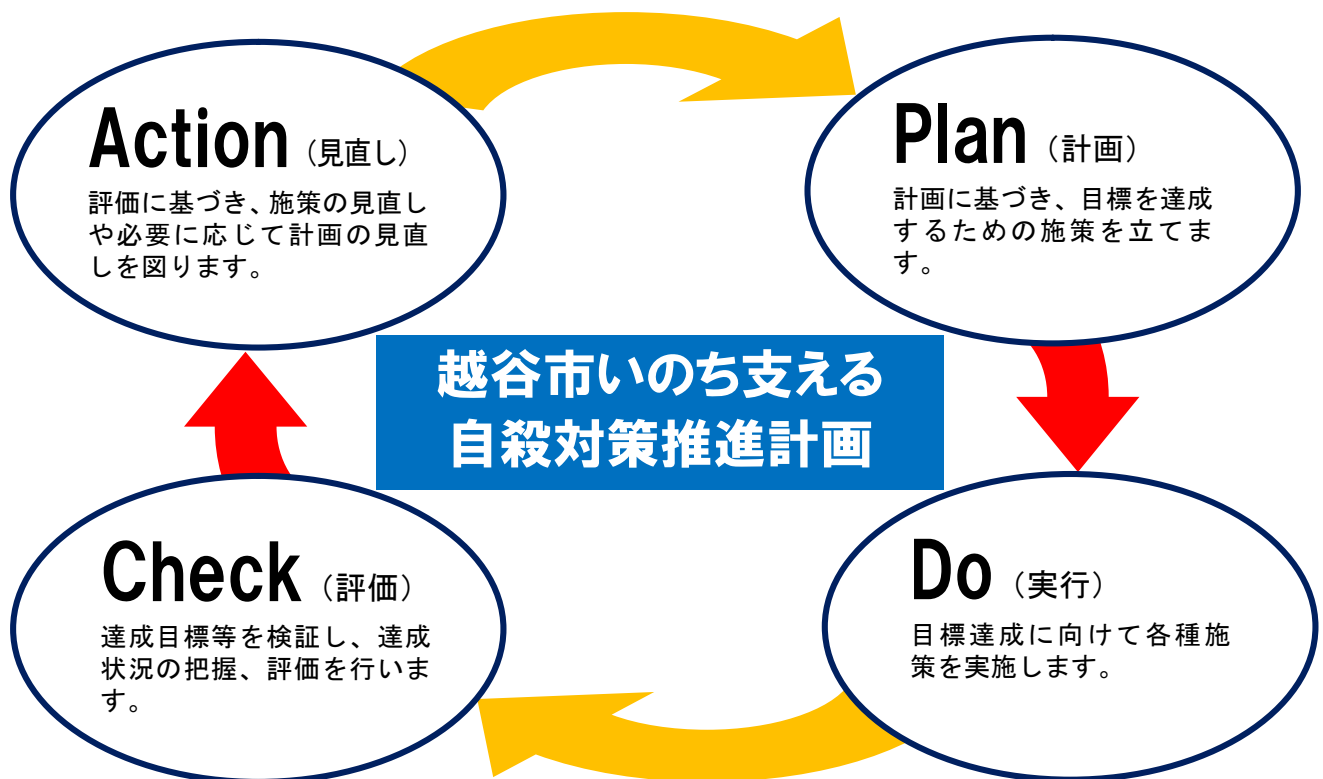 Action（見直し）
評価に基づき、施策の見直し
や必要に応じて計画の見直
しを図ります。
Plan（計画）
計画に基づき、目標を達成
するための施策を立てま
す。
越谷市いのち支える
自殺対策推進計画
Check（評価）
達成目標等を検証し、達成
状況の把握、評価を行いま
す。
Do（実行）
目標達成に向けて各種施
策を実施します。